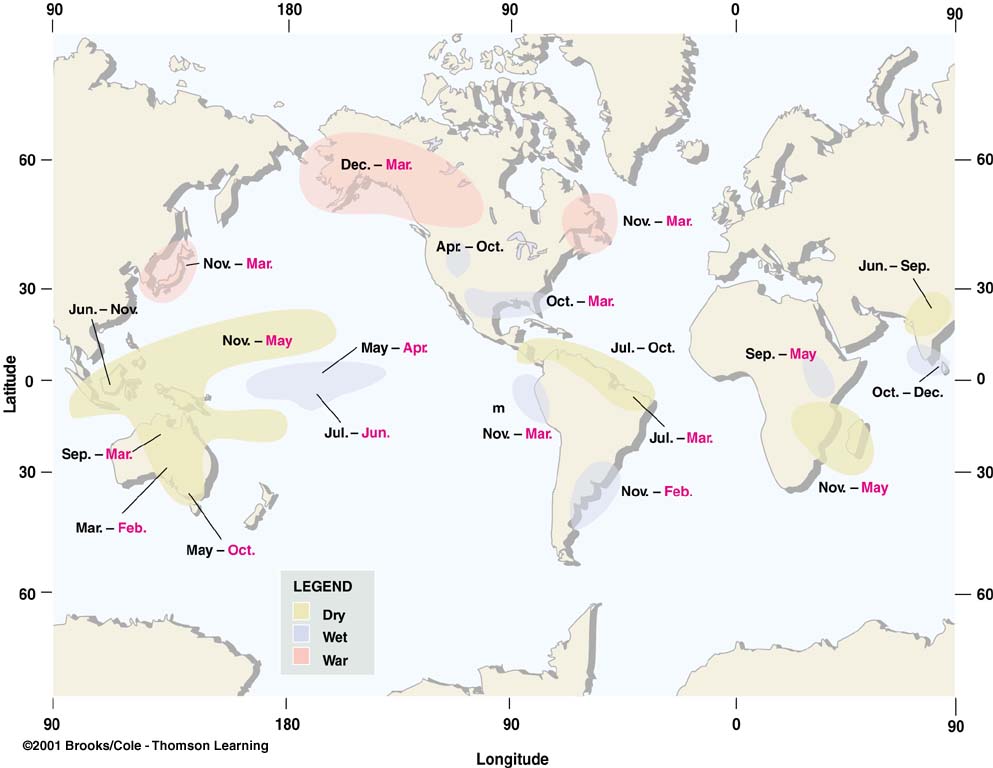 90 180 90 0 90
60 60
Dec. – Mar.
Nov. – Mar.
Apr. – Oct.
Nov. – Mar.
Jun. – Sep.
30 30
Jun. – Nov.
Oct. – Mar.
Nov. – May
May – Apr.
Jul. – Oct.
Sep. – May
Latitude
0 0
Oct. – Dec.
m
Jul. – Jun.
Nov. – Mar.
Jul. – Mar.
Sep. – Mar.
30 30
Nov. – May
Nov. – Feb.
Mar. – Feb.
May – Oct.
LEGEND
Dry
Wet
War
60 60
90 180 90 0 90
©2001 Brooks/Cole - Thomson Learning
Longitude